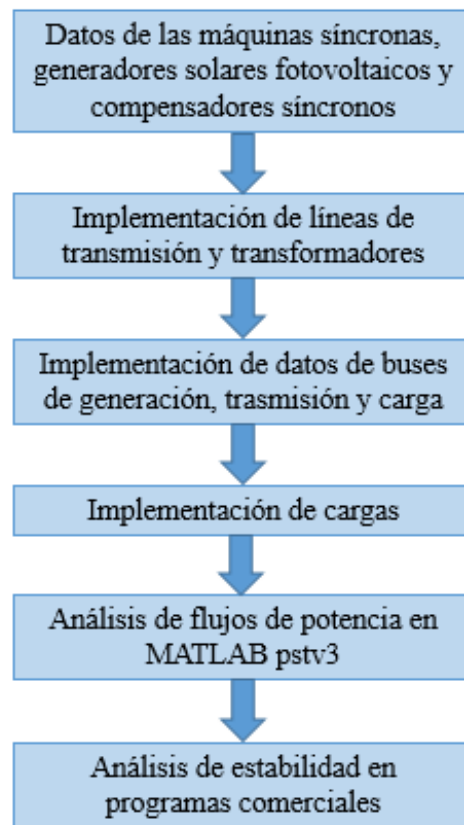 Datos de las máquinas síncronas,
generadores solares fotovoltaicos y
compensadores síncronos
Implementación de líneas de
transmisión y transformadores
Implementación de datos de buses
de generación, trasmisión y carga
Implementación de cargas
Análisis de flujos de potencia en
MATLAB pstv3
Análisis de estabilidad en
programas comerciales